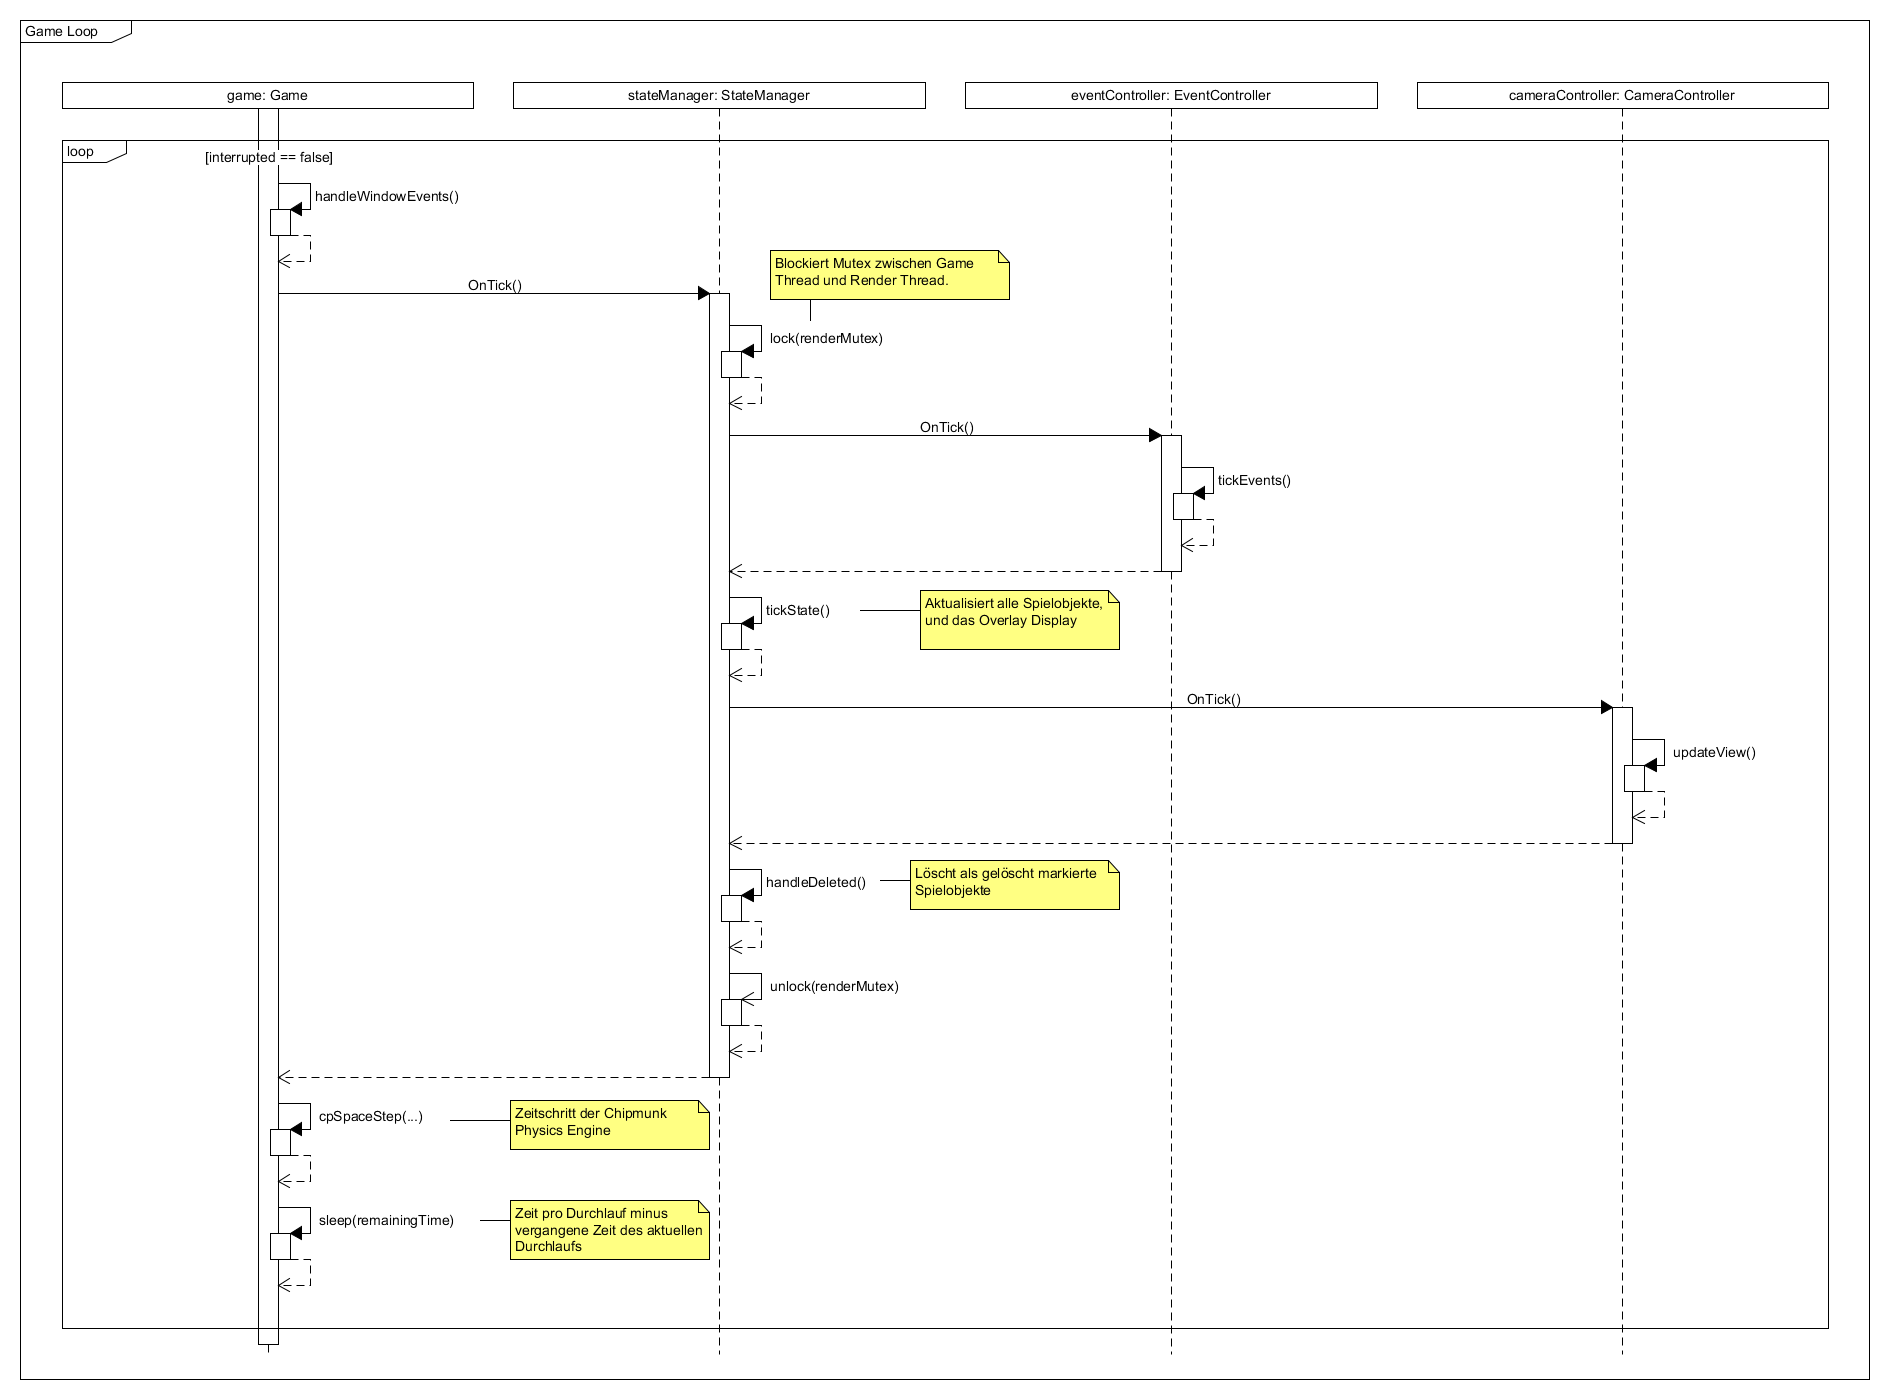 Game Loop
game: Game
stateManager: StateManager
eventController: EventController
cameraController: CameraController
loop
[interrupted == false]
handleWindowEvents()
Blockiert Mutex zwischen Game
Thread und Render Thread.
OnTick()
lock(renderMutex)
OnTick()
tickEvents()
tickState()
Aktualisiert alle Spielobjekte,
und das Overlay Display
OnTick()
updateView()
handleDeleted()
Löscht als gelöscht markierte
Spielobjekte
unlock(renderMutex)
cpSpaceStep(...)
Zeitschritt der Chipmunk
Physics Engine
sleep(remainingTime)
Zeit pro Durchlauf minus
vergangene Zeit des aktuellen
Durchlaufs